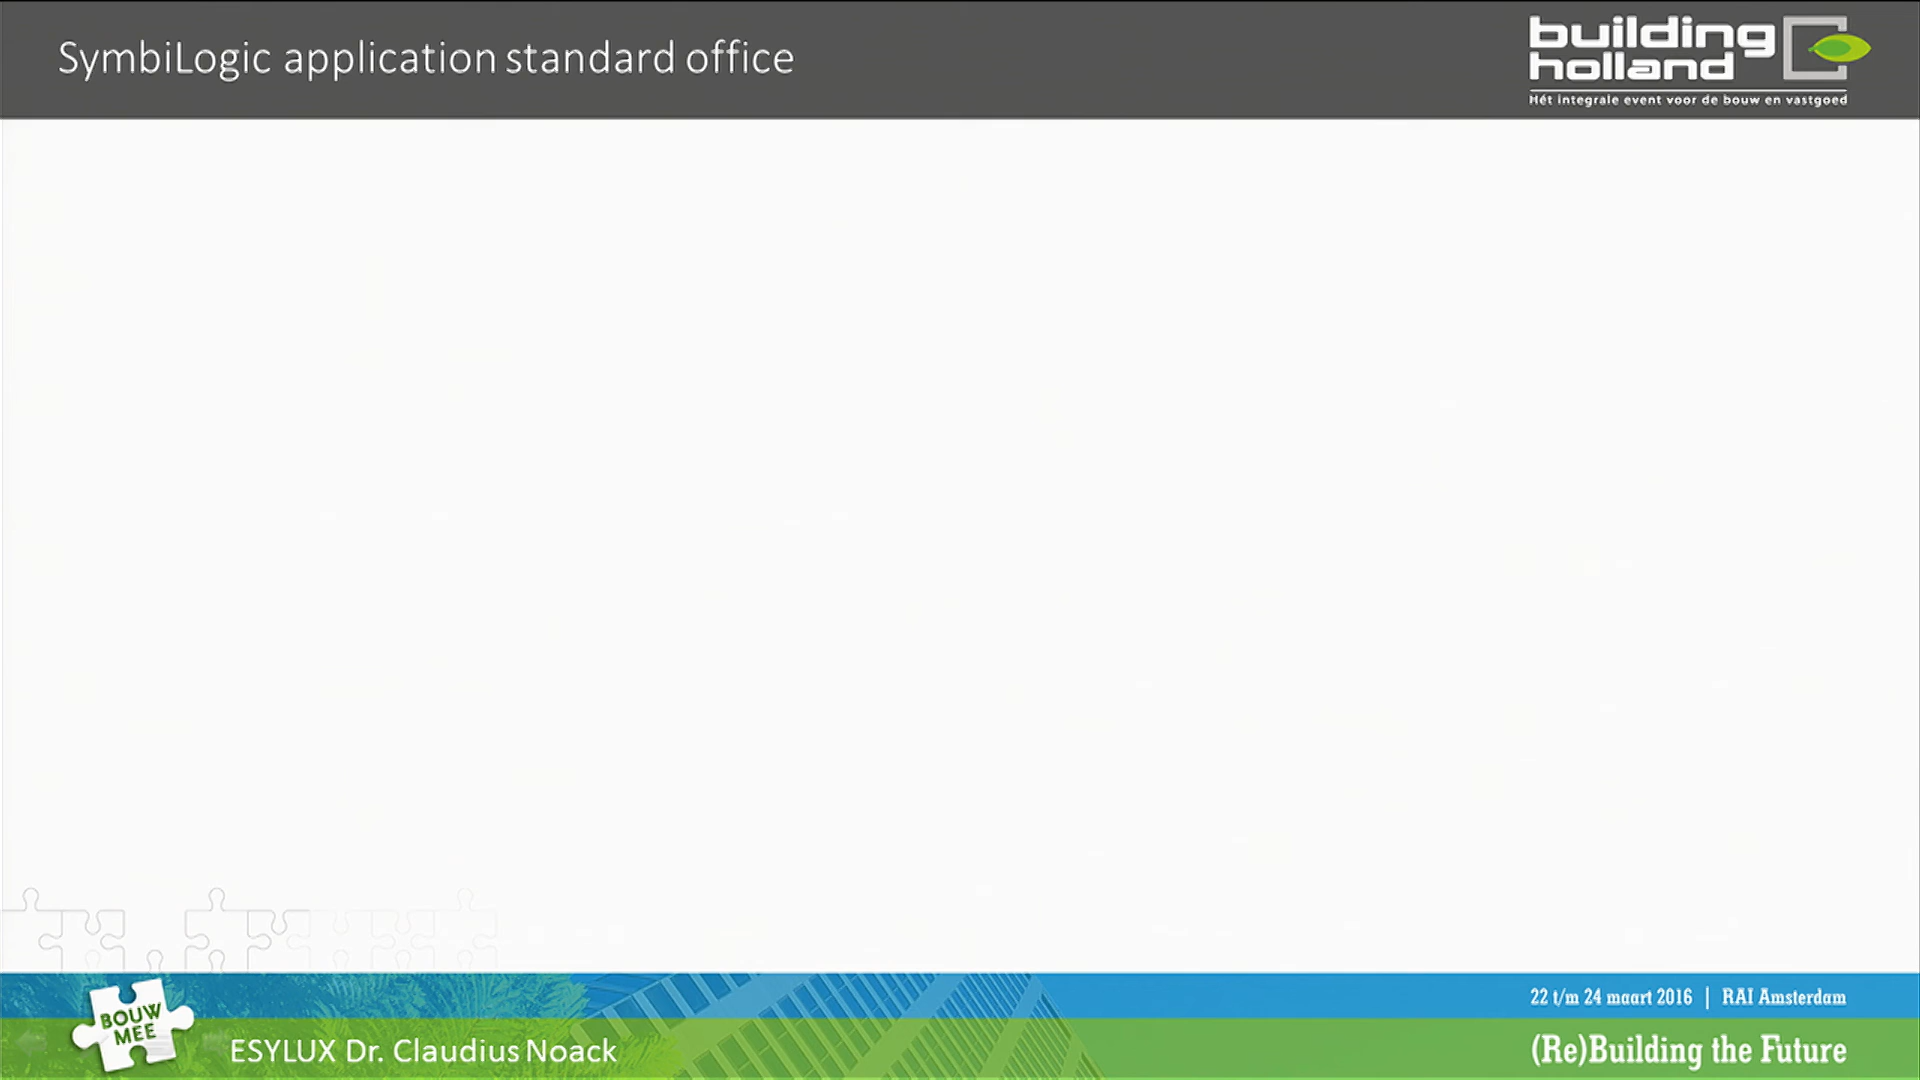 SymbiLogic application standard office
building
holland
Hét integrale event voor de bouw en vastgoed
BOUW
MEE
ESYLUX Dr. Claudius Noack
22 t/m 24 maart 2016 | RAI Amsterdam
(Re)Building the Future